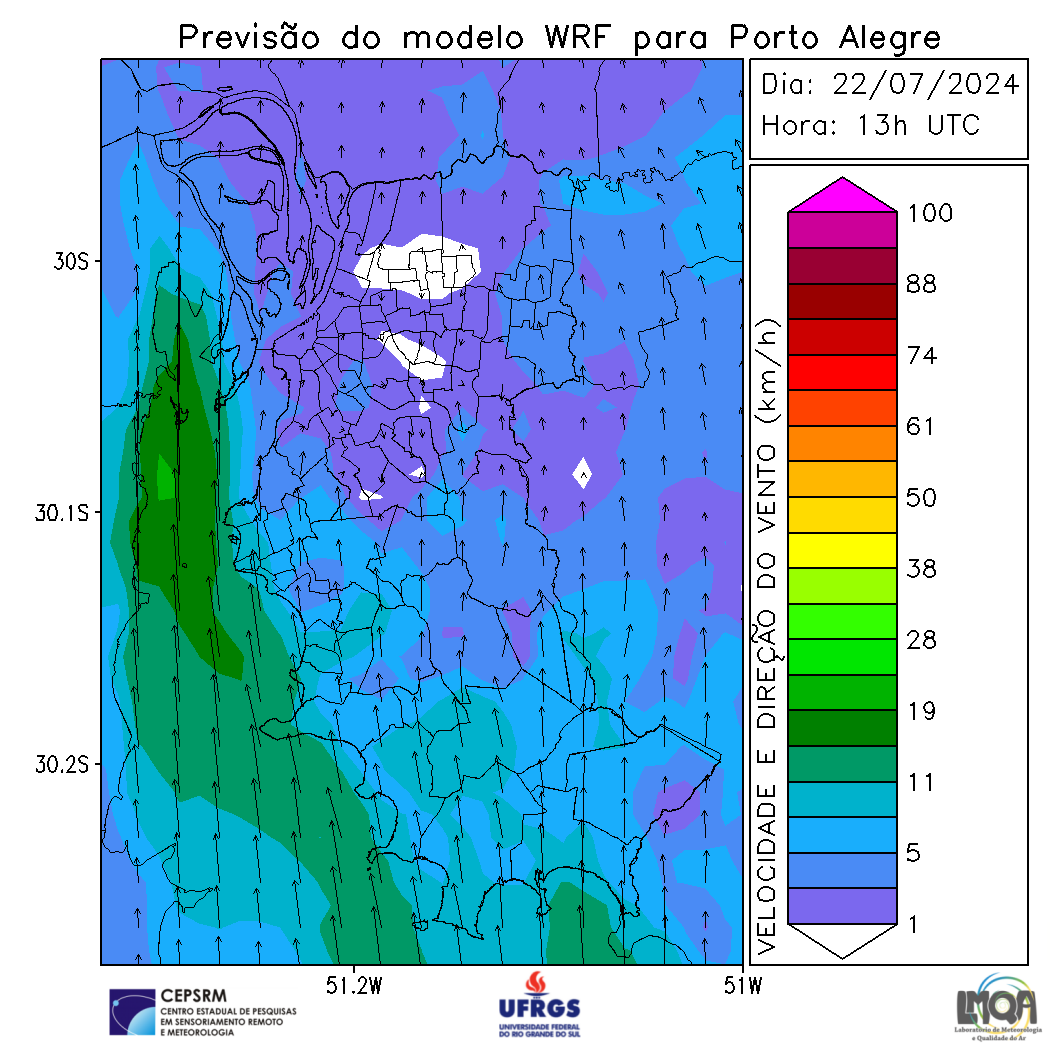 Previsão do modelo WRF para Porto Alegre
Dia: 22/07/2024
Hora: 13h UTC
30S
30.1S
30.2S
51.2W
51W
VELOCIDADE E DIREÇÃO DO VENTO (km/h)
100
88
74
61
50
38
28
19
11
5
1
CEPSRM
CENTRO ESTADUAL DE PESQUISAS
EM SENSORIAMENTO REMOTO
E METEOROLOGIA
UFRGS
UNIVERSIDADE FEDERAL
DO RIO GRANDE DO SUL
LMQA
Laboratório de Meteorologia
e Qualidade do Ar